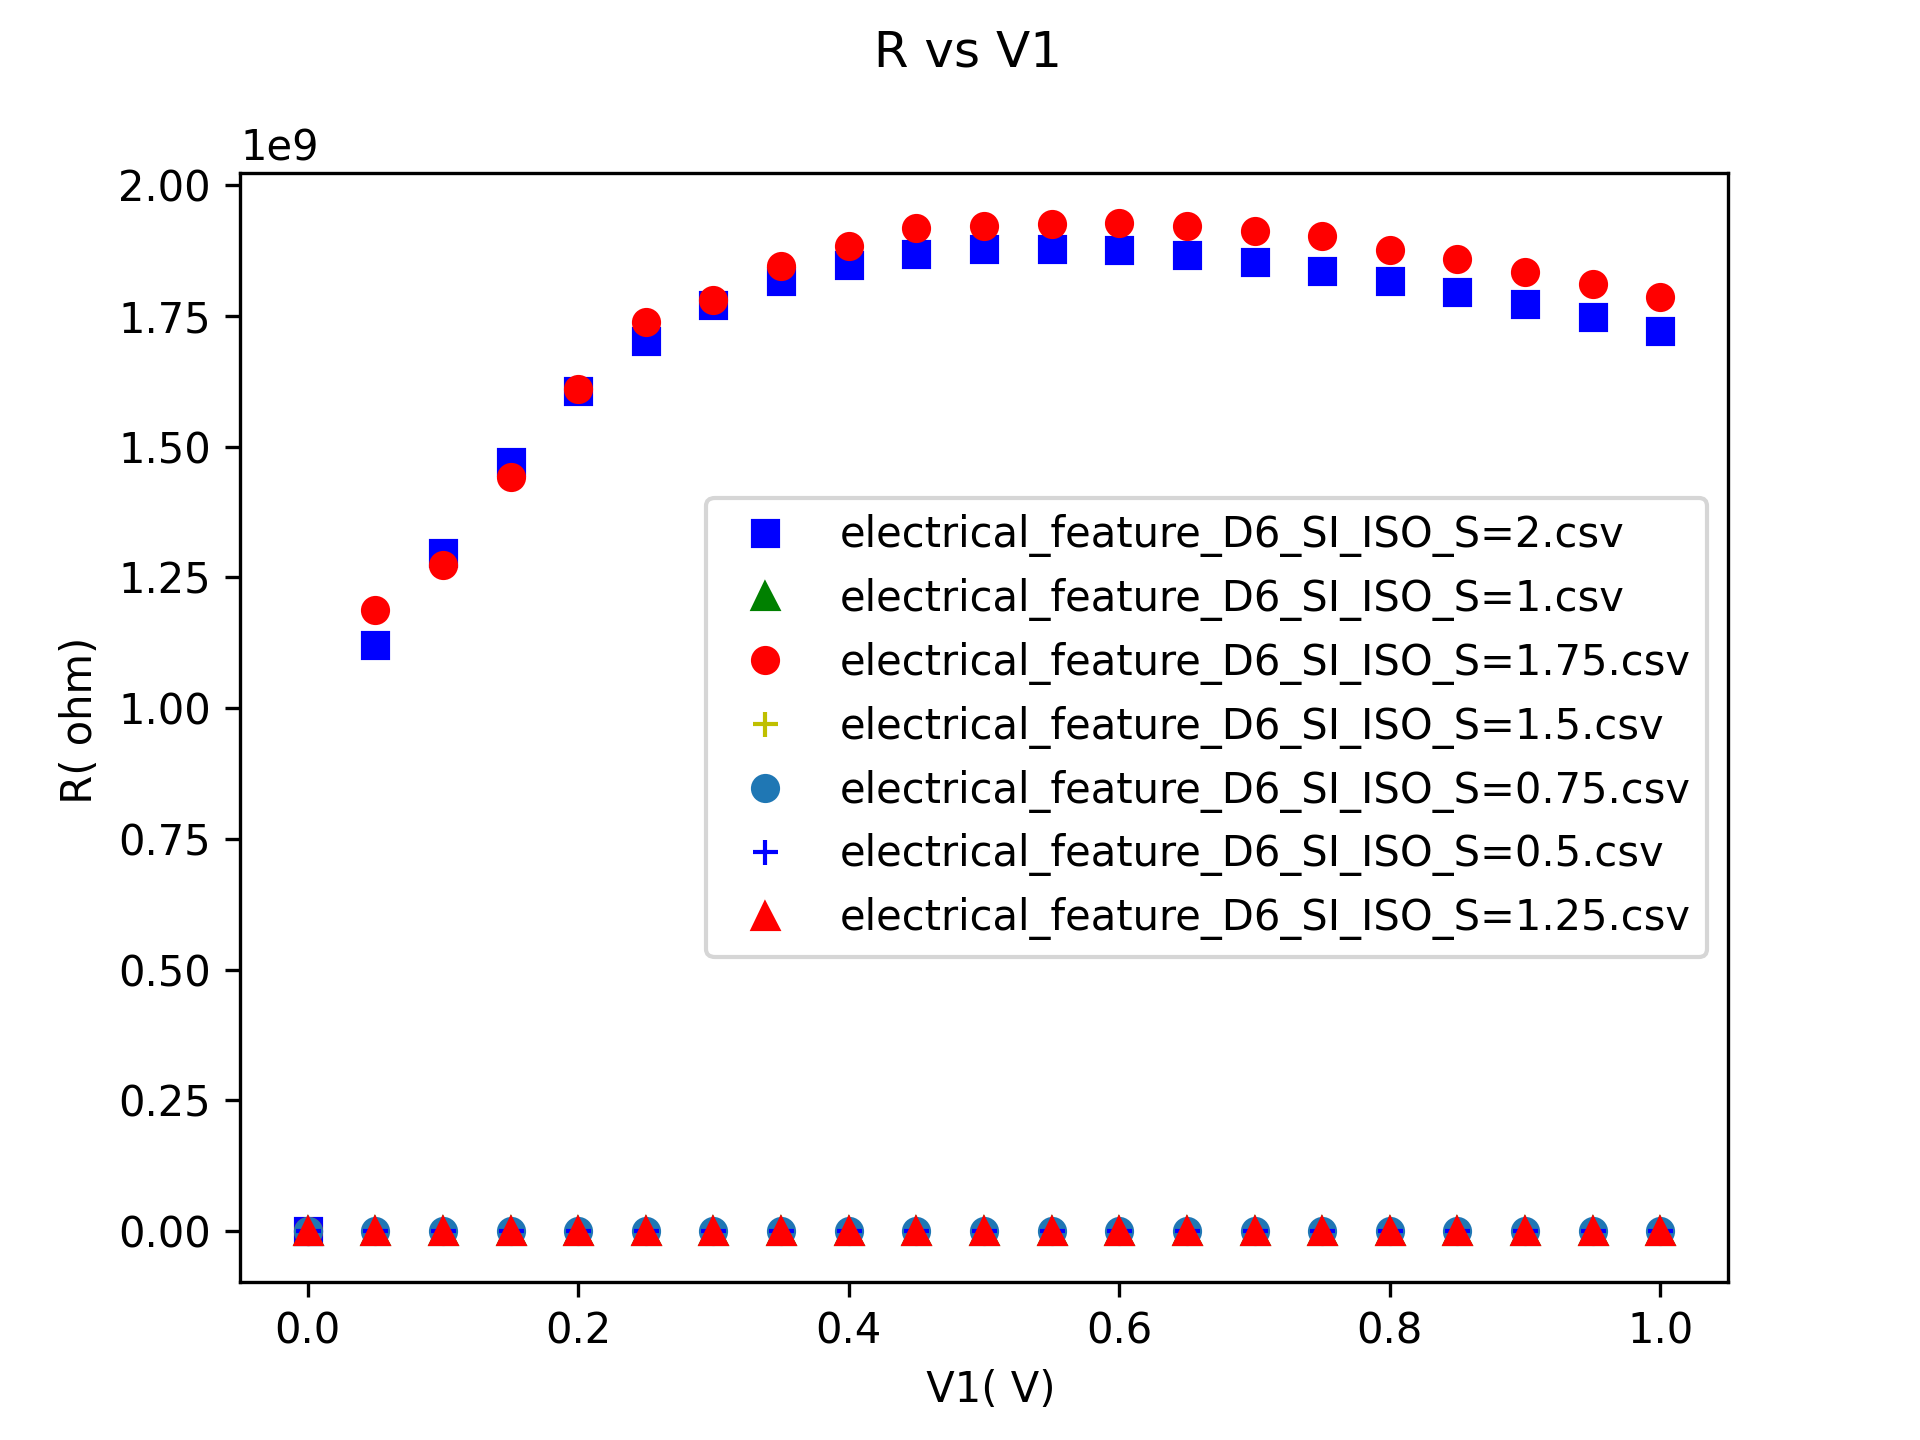 R vs V1
1e9
2.00
1.75
1.50
1.25
1.00
0.75
0.50
0.25
0.00
R( ohm)
electrical_feature_D6_SI_ISO_S=2.csv
electrical_feature_D6_SI_ISO_S=1.csv
electrical_feature_D6_SI_ISO_S=1.75.csv
electrical_feature_D6_SI_ISO_S=1.5.csv
electrical_feature_D6_SI_ISO_S=0.75.csv
electrical_feature_D6_SI_ISO_S=0.5.csv
electrical_feature_D6_SI_ISO_S=1.25.csv
0.0 0.2 0.4 0.6 0.8 1.0
V1( V)